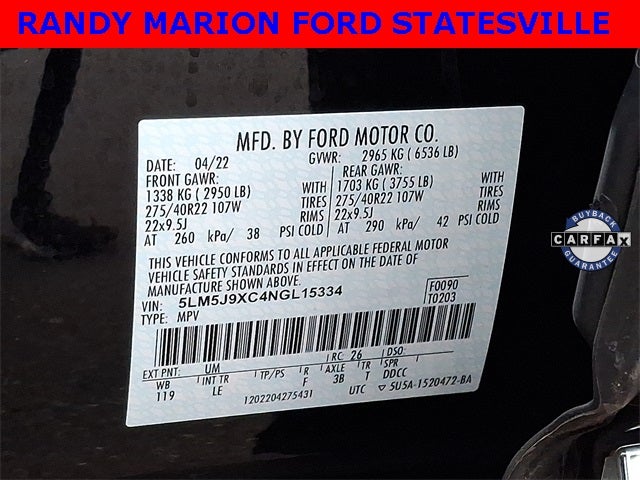 RANDY MARION FORD STATESVILLE
MFD. BY FORD MOTOR CO.
DATE: 04/22 GVWR: 2965 KG ( 6536 LB)
FRONT GAWR: REAR GAWR:
1338 KG ( 2950 LB) WITH 1703 KG ( 3755 LB) WITH
275/40R22 107W TIRES 275/40R22 107W TIRES
22x9.5J RIMS 22x9.5J RIMS
AT 260 kPa/ 38 PSI COLD AT 290 kPa/ 42 PSI COLD
THIS VEHICLE CONFORMS TO ALL APPLICABLE FEDERAL MOTOR
VEHICLE SAFETY STANDARDS IN EFFECT ON THE DATE OF
MANUFACTURE SHOWN ABOVE.
VIN: 5LM5J9XC4NGL15334 F0090
TYPE: MPV T0203
EXT PNT: UM RC 26 DSO
WB INT TR TP/PS R AXLE TR SPR
119 LE F 3B T DDCC
1202204275431 UTC ▽ 5U5A-1520472-BA
BUYBACK
CARFAX
GUARANTEE